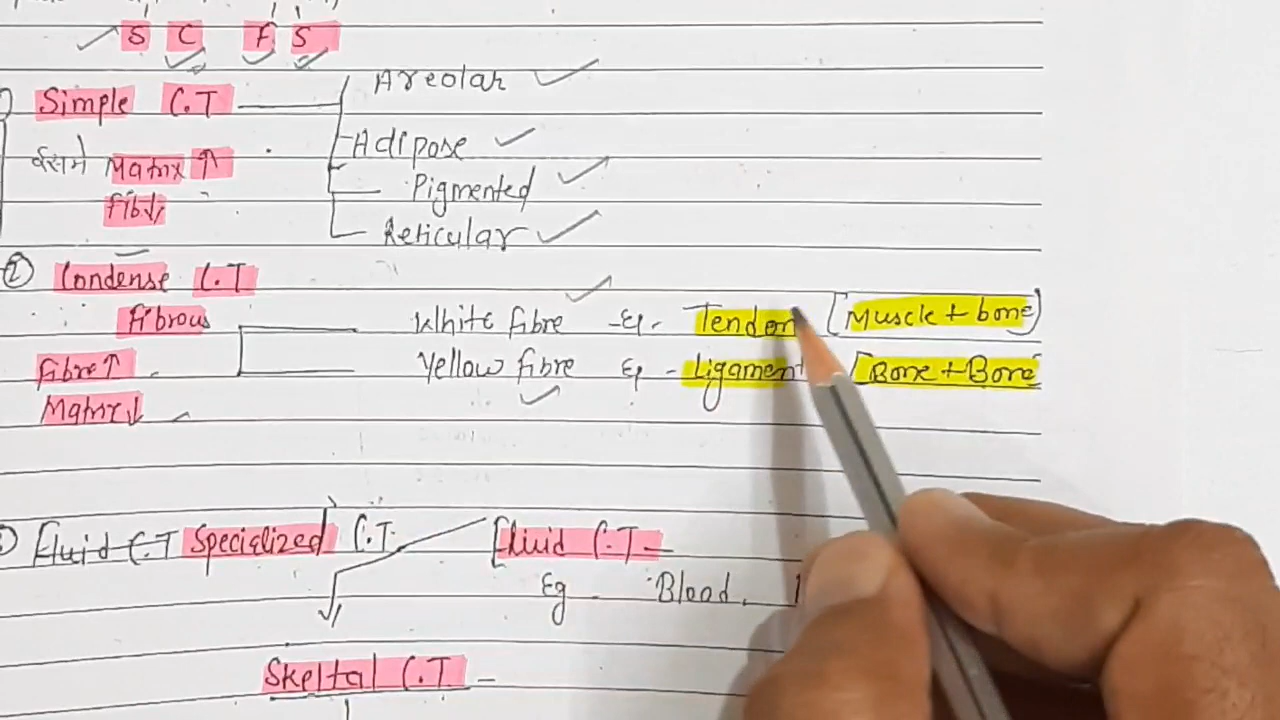 S C F S
Simple C.T
Areolar
Adipose
इसमे Matrix ↑
Pigmented
Fib↓
Reticular
② Condense C.T
Fibrous
White fibre - Eg. - Tendon [Muscle + bone]
Fibre ↑
Yellow fibre Eg - Ligament [Bone + Bone]
Matrix ↓
Fluid C.T Specialized C.T. Fluid C.T -
Eg - Blood,
Skeltal C.T -